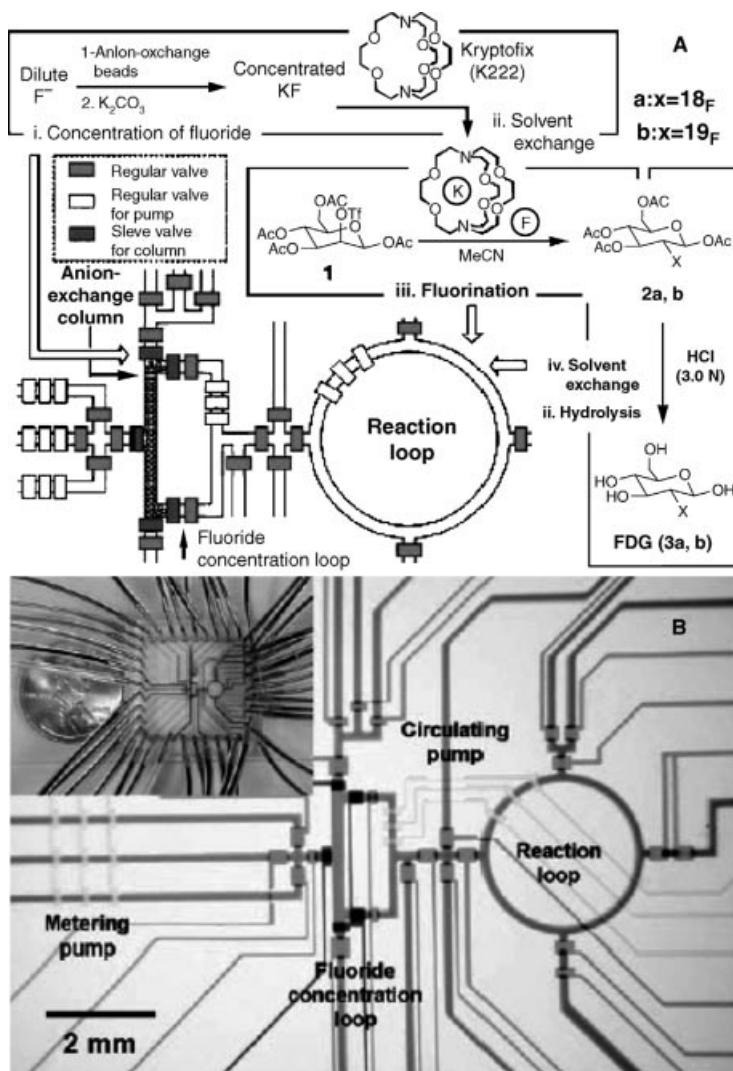 A
Dilute
F⁻
1-Anlon-oxchange
beads
2. K₂CO₃
Concentrated
KF
N
O
O
O
O
O
O
N
Kryptofix
(K222)
a:x=18F
b:x=19F
i. Concentration of fluoride
ii. Solvent
exchange
Regular valve
Regular valve
for pump
Sleve valve
for column
AcO
OAC
OTf
AcO
O
OAc
1
N
O
O
O
O
O
O
N
K
F
MeCN
OAC
AcO
O
AcO
OAc
X
2a, b
iii. Fluorination
Anion-
exchange
column
iv. Solvent
exchange
ii. Hydrolysis
HCl
(3.0 N)
Reaction
loop
OH
HO
O
HO
OH
X
FDG (3a, b)
Fluoride
concentration loop
B
Circulating
pump
Reaction
loop
Metering
pump
Fluoride
concentration
loop
2 mm